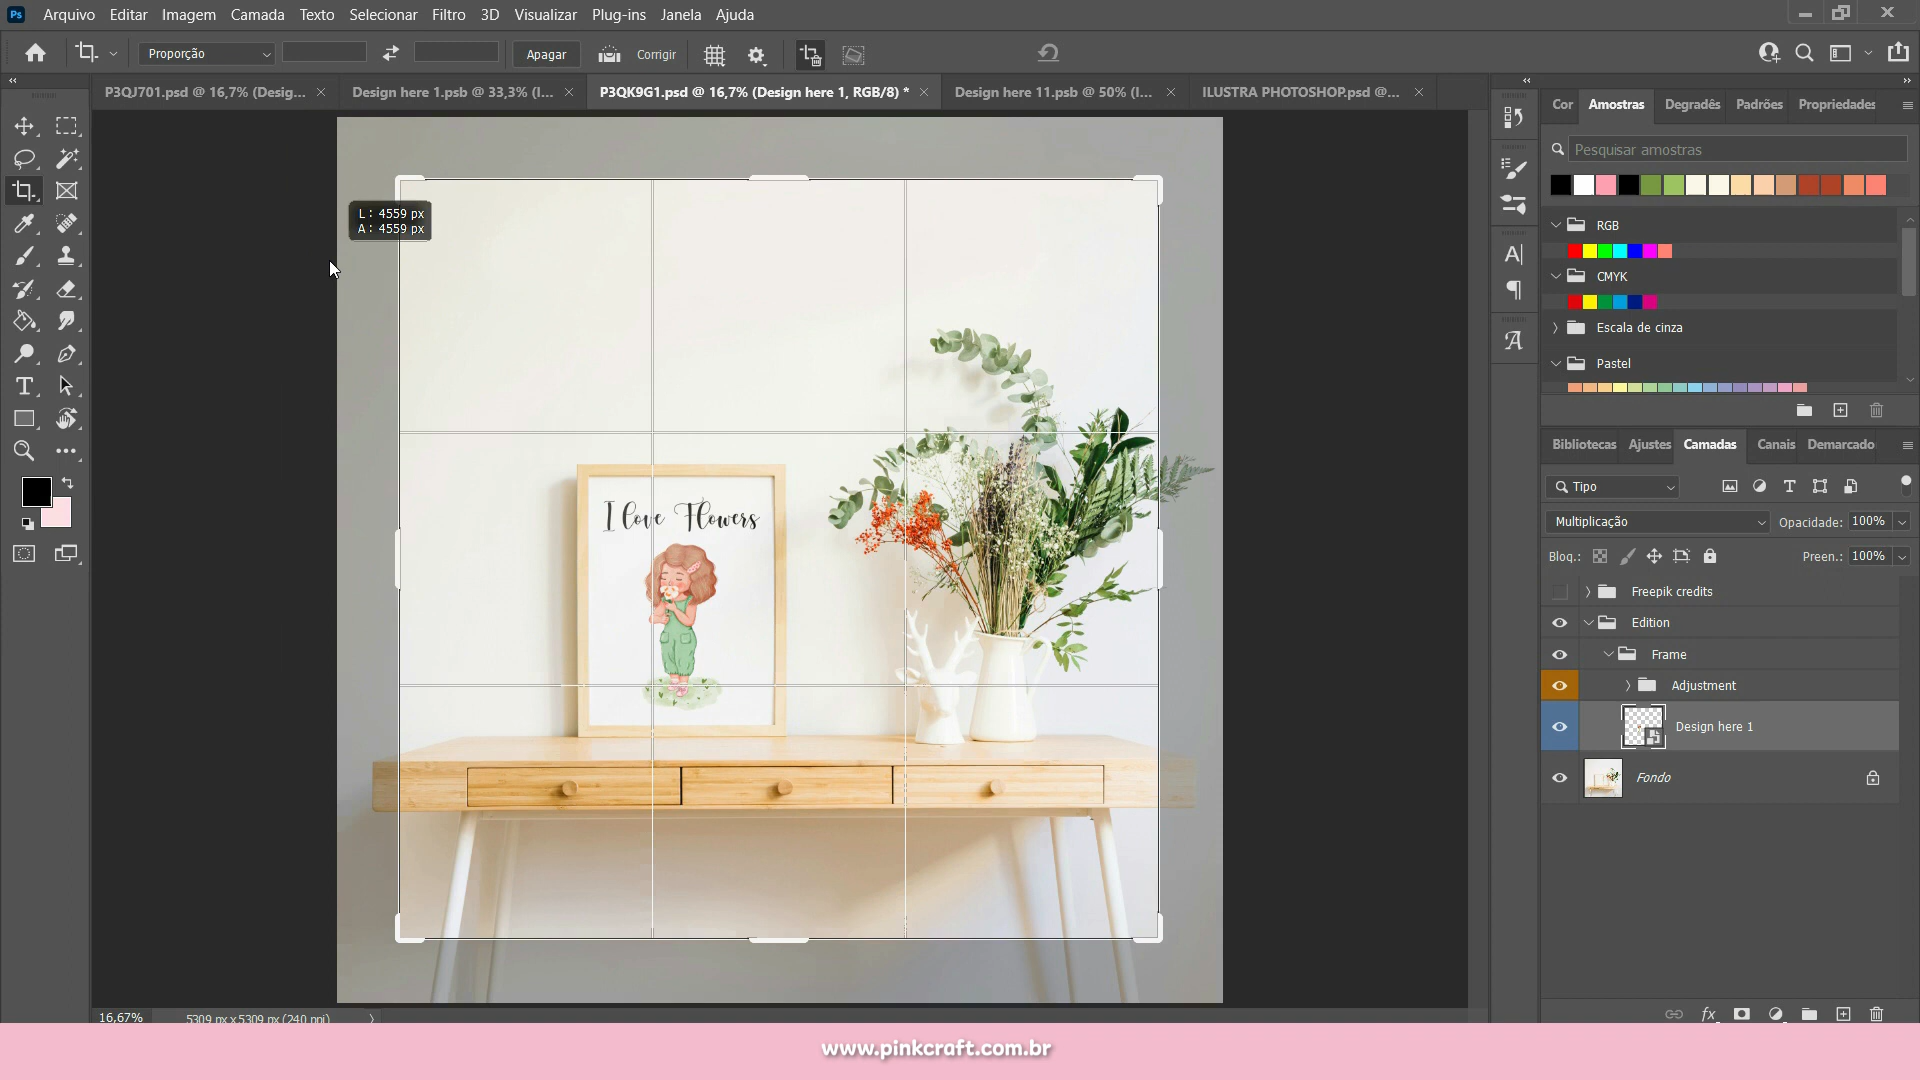 Ps Arquivo Editar Imagem Camada Texto Selecionar Filtro 3D Visualizar Plug-ins Janela Ajuda
Proporção Apagar Corrigir
P3QJ701.psd @ 16,7% (Desig... Design here 1.psb @ 33,3% (I... P3QK9G1.psd @ 16,7% (Design here 1, RGB/8) * Design here 11.psb @ 50% (I... ILUSTRA PHOTOSHOP.psd @...
Cor Amostras Degradês Padrões Propriedades
Pesquisar amostras
L : 4559 px
A : 4559 px
RGB
CMYK
Escala de cinza
Pastel
Bibliotecas Ajustes Camadas Canais Demarcado
Tipo
Multiplicação Opacidade: 100%
Bloq.: Preen.: 100%
Freepik credits
Edition
Frame
Adjustment
Design here 1
Fondo
I love Flowers
16,67% 5309 px x 5309 px (240 ppi)
www.pinkcraft.com.br